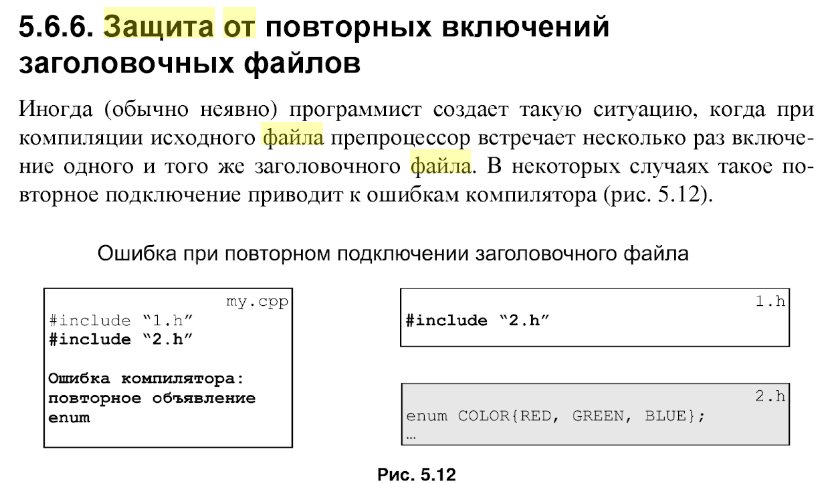 5.6.6. Защита от повторных включений
заголовочных файлов
Иногда (обычно неявно) программист создает такую ситуацию, когда при
компиляции исходного файла препроцессор встречает несколько раз включе-
ние одного и того же заголовочного файла. В некоторых случаях такое по-
вторное подключение приводит к ошибкам компилятора (рис. 5.12).
Ошибка при повторном подключении заголовочного файла
my.cpp
#include “1.h”
#include “2.h”
Ошибка компилятора:
повторное объявление
enum
1.h
#include “2.h”
2.h
enum COLOR{RED, GREEN, BLUE};
…
Рис. 5.12